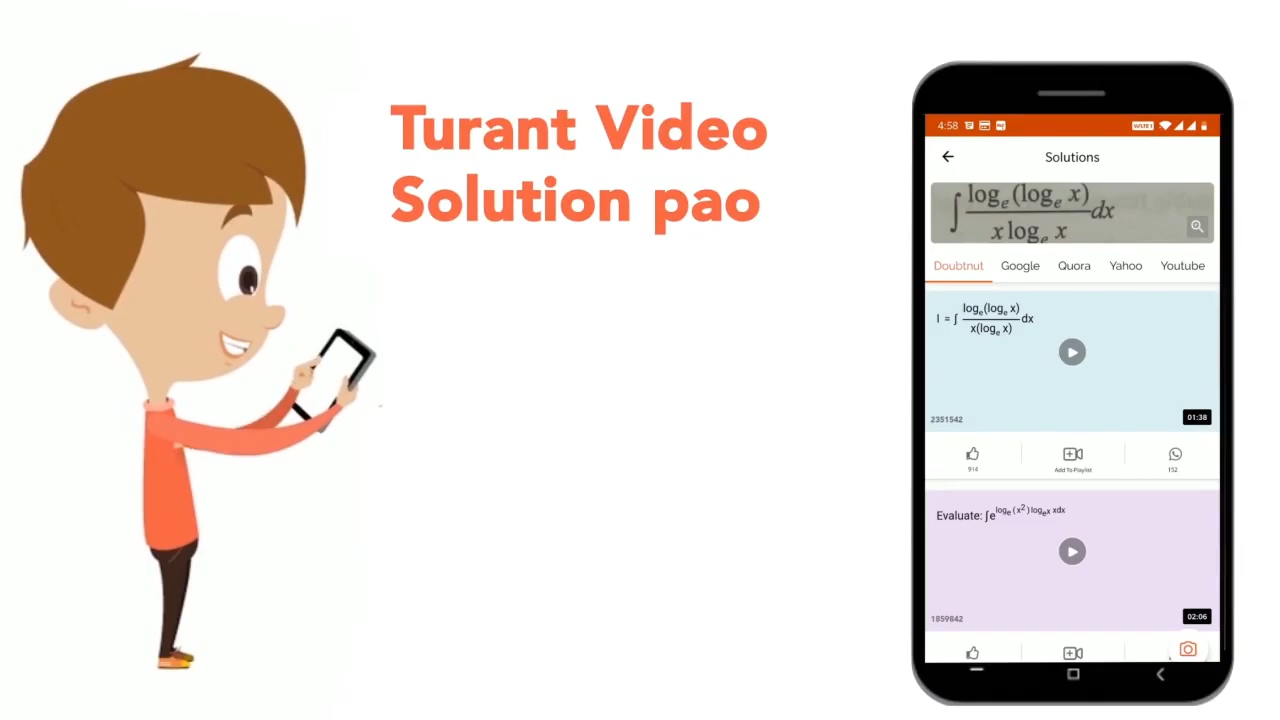 Turant Video
Solution pao
4:58
Solutions
∫ logₑ(logₑ x) / x logₑ x dx
Doubtnut Google Quora Yahoo Youtube
I = ∫ logₑ(logₑ x) / x(logₑ x) dx
2351542 01:38
914 Add To Playlist 152
Evaluate: ∫e^logₑ(x²)logₑx xdx
1859842 02:06